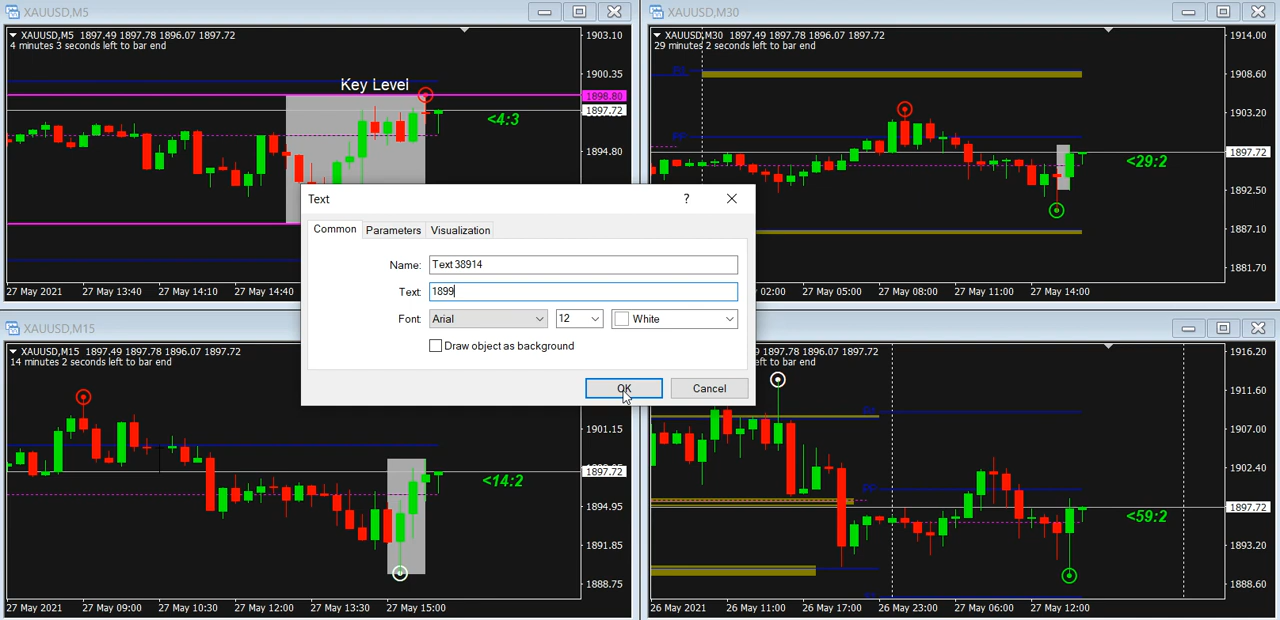 XAUUSD,M5
XAUUSD,M5 1897.49 1897.78 1896.07 1897.72
4 minutes 3 seconds left to bar end
Key Level
<4:3
1903.10
1900.35
1898.80
1897.72
1894.80
27 May 2021
27 May 13:40
27 May 14:10
27 May 14:40
XAUUSD,M30
XAUUSD,M30 1897.49 1897.78 1896.07 1897.72
29 minutes 2 seconds left to bar end
PP
<29:2
1914.00
1908.60
1903.20
1897.72
1892.50
1887.10
1881.70
02:00
27 May 05:00
27 May 08:00
27 May 11:00
27 May 14:00
Text
?
Common
Parameters
Visualization
Name:
Text 38914
Text:
1899
Font:
Arial
12
White
Draw object as background
OK
Cancel
XAUUSD,M15
XAUUSD,M15 1897.49 1897.78 1896.07 1897.72
14 minutes 2 seconds left to bar end
<14:2
1901.15
1897.72
1894.95
1891.85
1888.75
27 May 2021
27 May 09:00
27 May 10:30
27 May 12:00
27 May 13:30
27 May 15:00
9 1897.78 1896.07 1897.72
eft to bar end
PP
<59:2
1916.20
1911.60
1907.00
1902.40
1897.72
1893.20
1888.60
26 May 2021
26 May 11:00
26 May 17:00
26 May 23:00
27 May 06:00
27 May 12:00